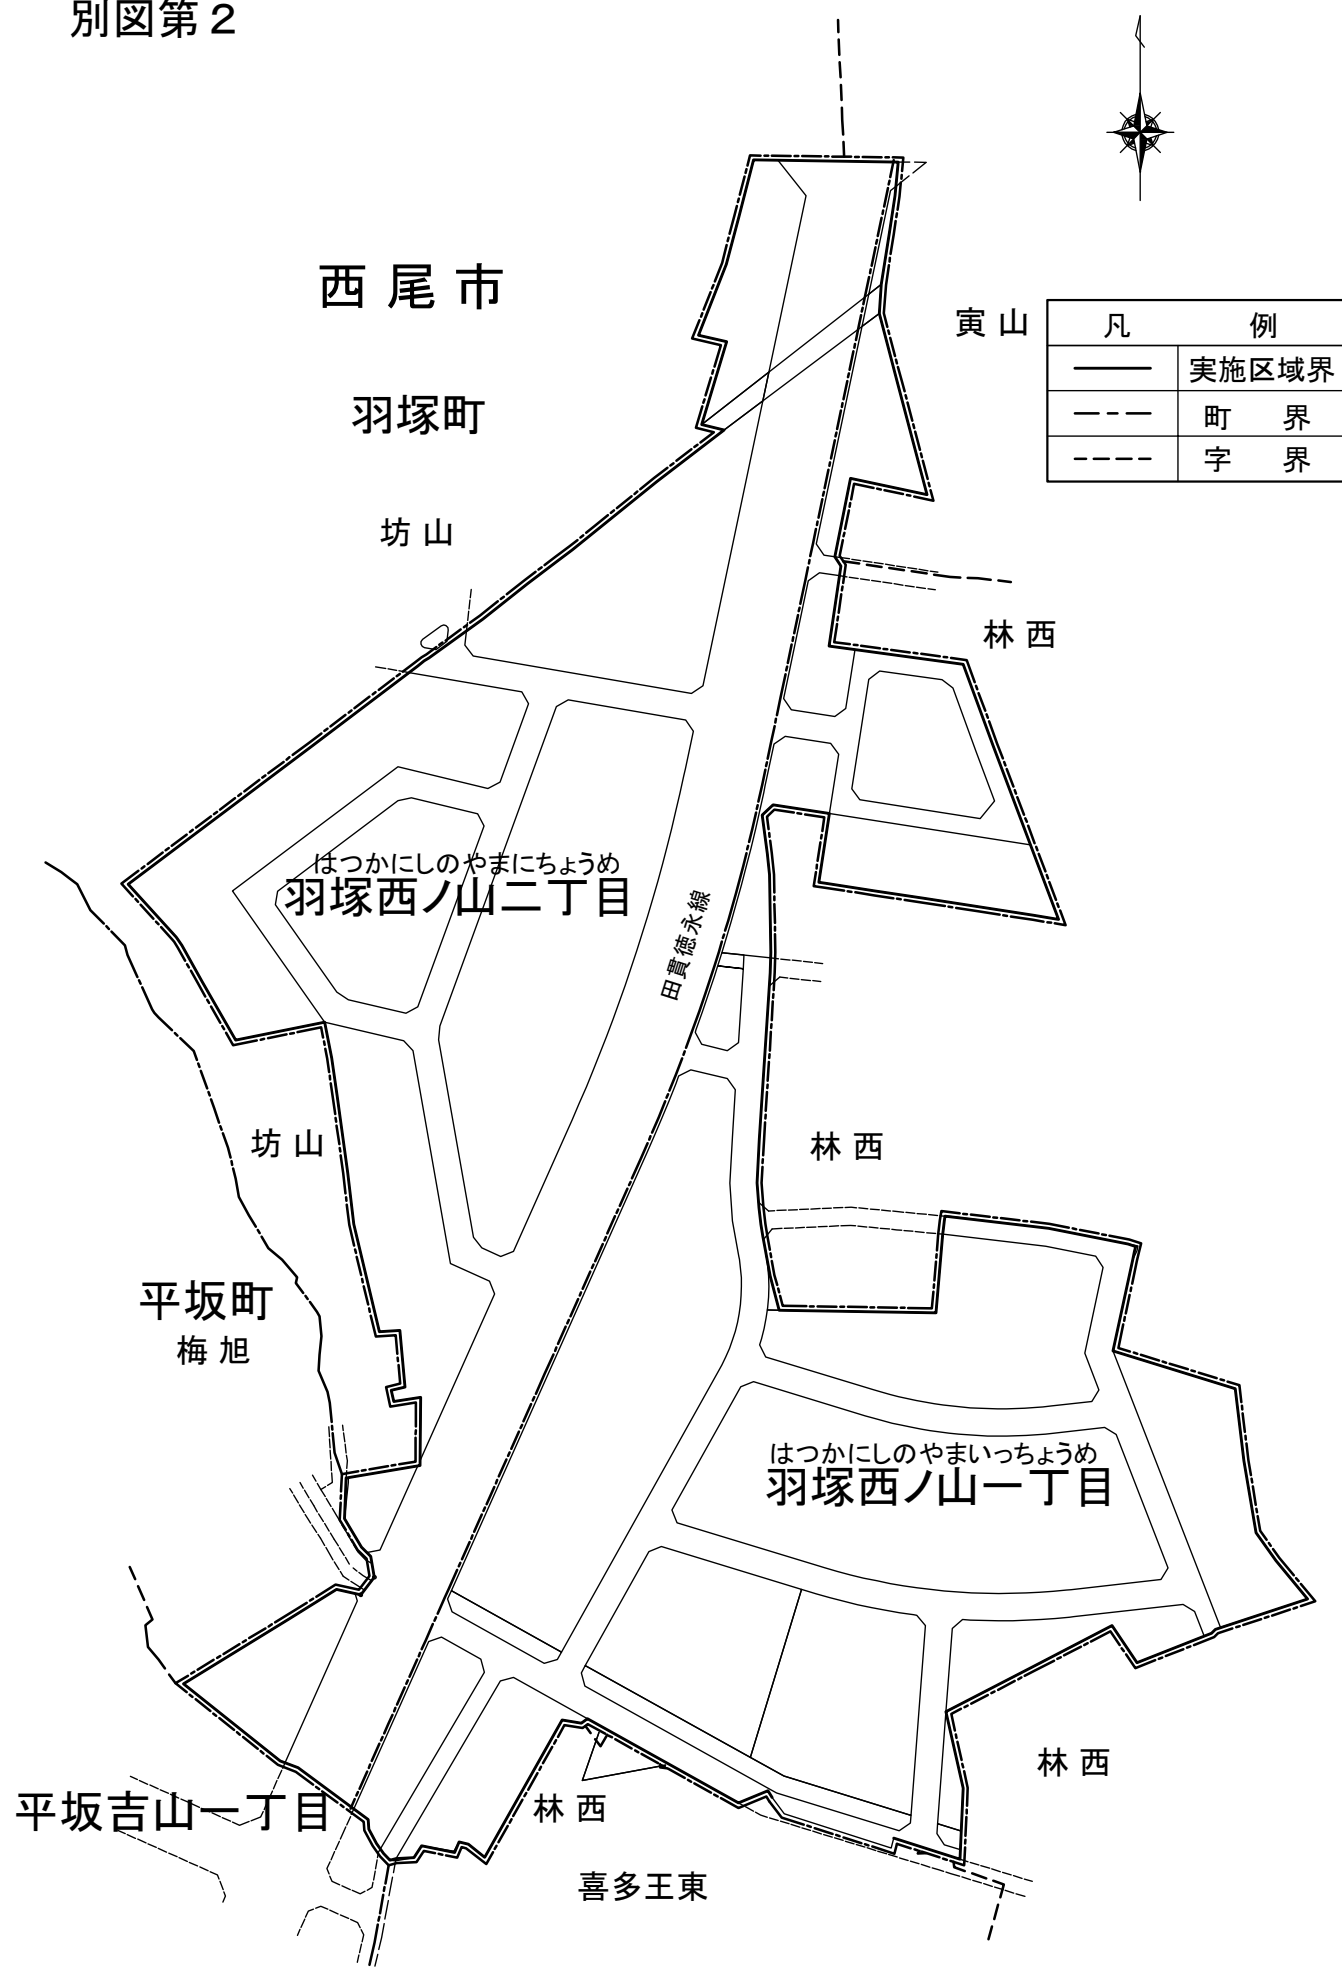 別図第２
西尾市
羽塚町
坊山
寅山
凡例
実施区域界
町界
字界
林西
はつかにしのやまにちょうめ
羽塚西ノ山二丁目
田貫徳永線
坊山
林西
平坂町
梅旭
はつかにしのやまいっちょうめ
羽塚西ノ山一丁目
林西
平坂吉山一丁目
林西
喜多王東